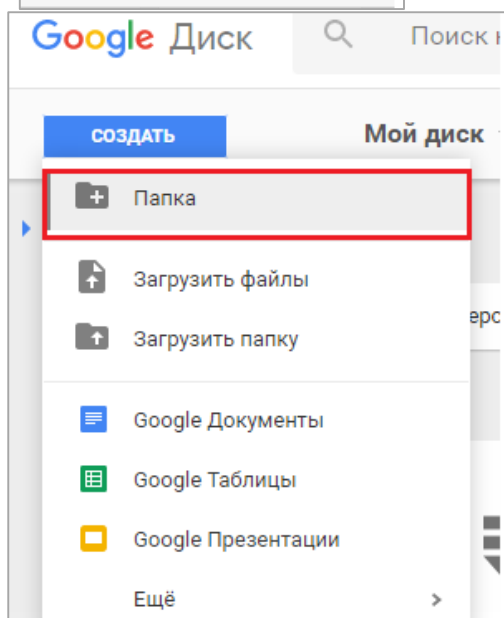 Google Диск
Поиск
СОЗДАТЬ
Мой диск
Папка
Загрузить файлы
Загрузить папку
Google Документы
Google Таблицы
Google Презентации
Ещё